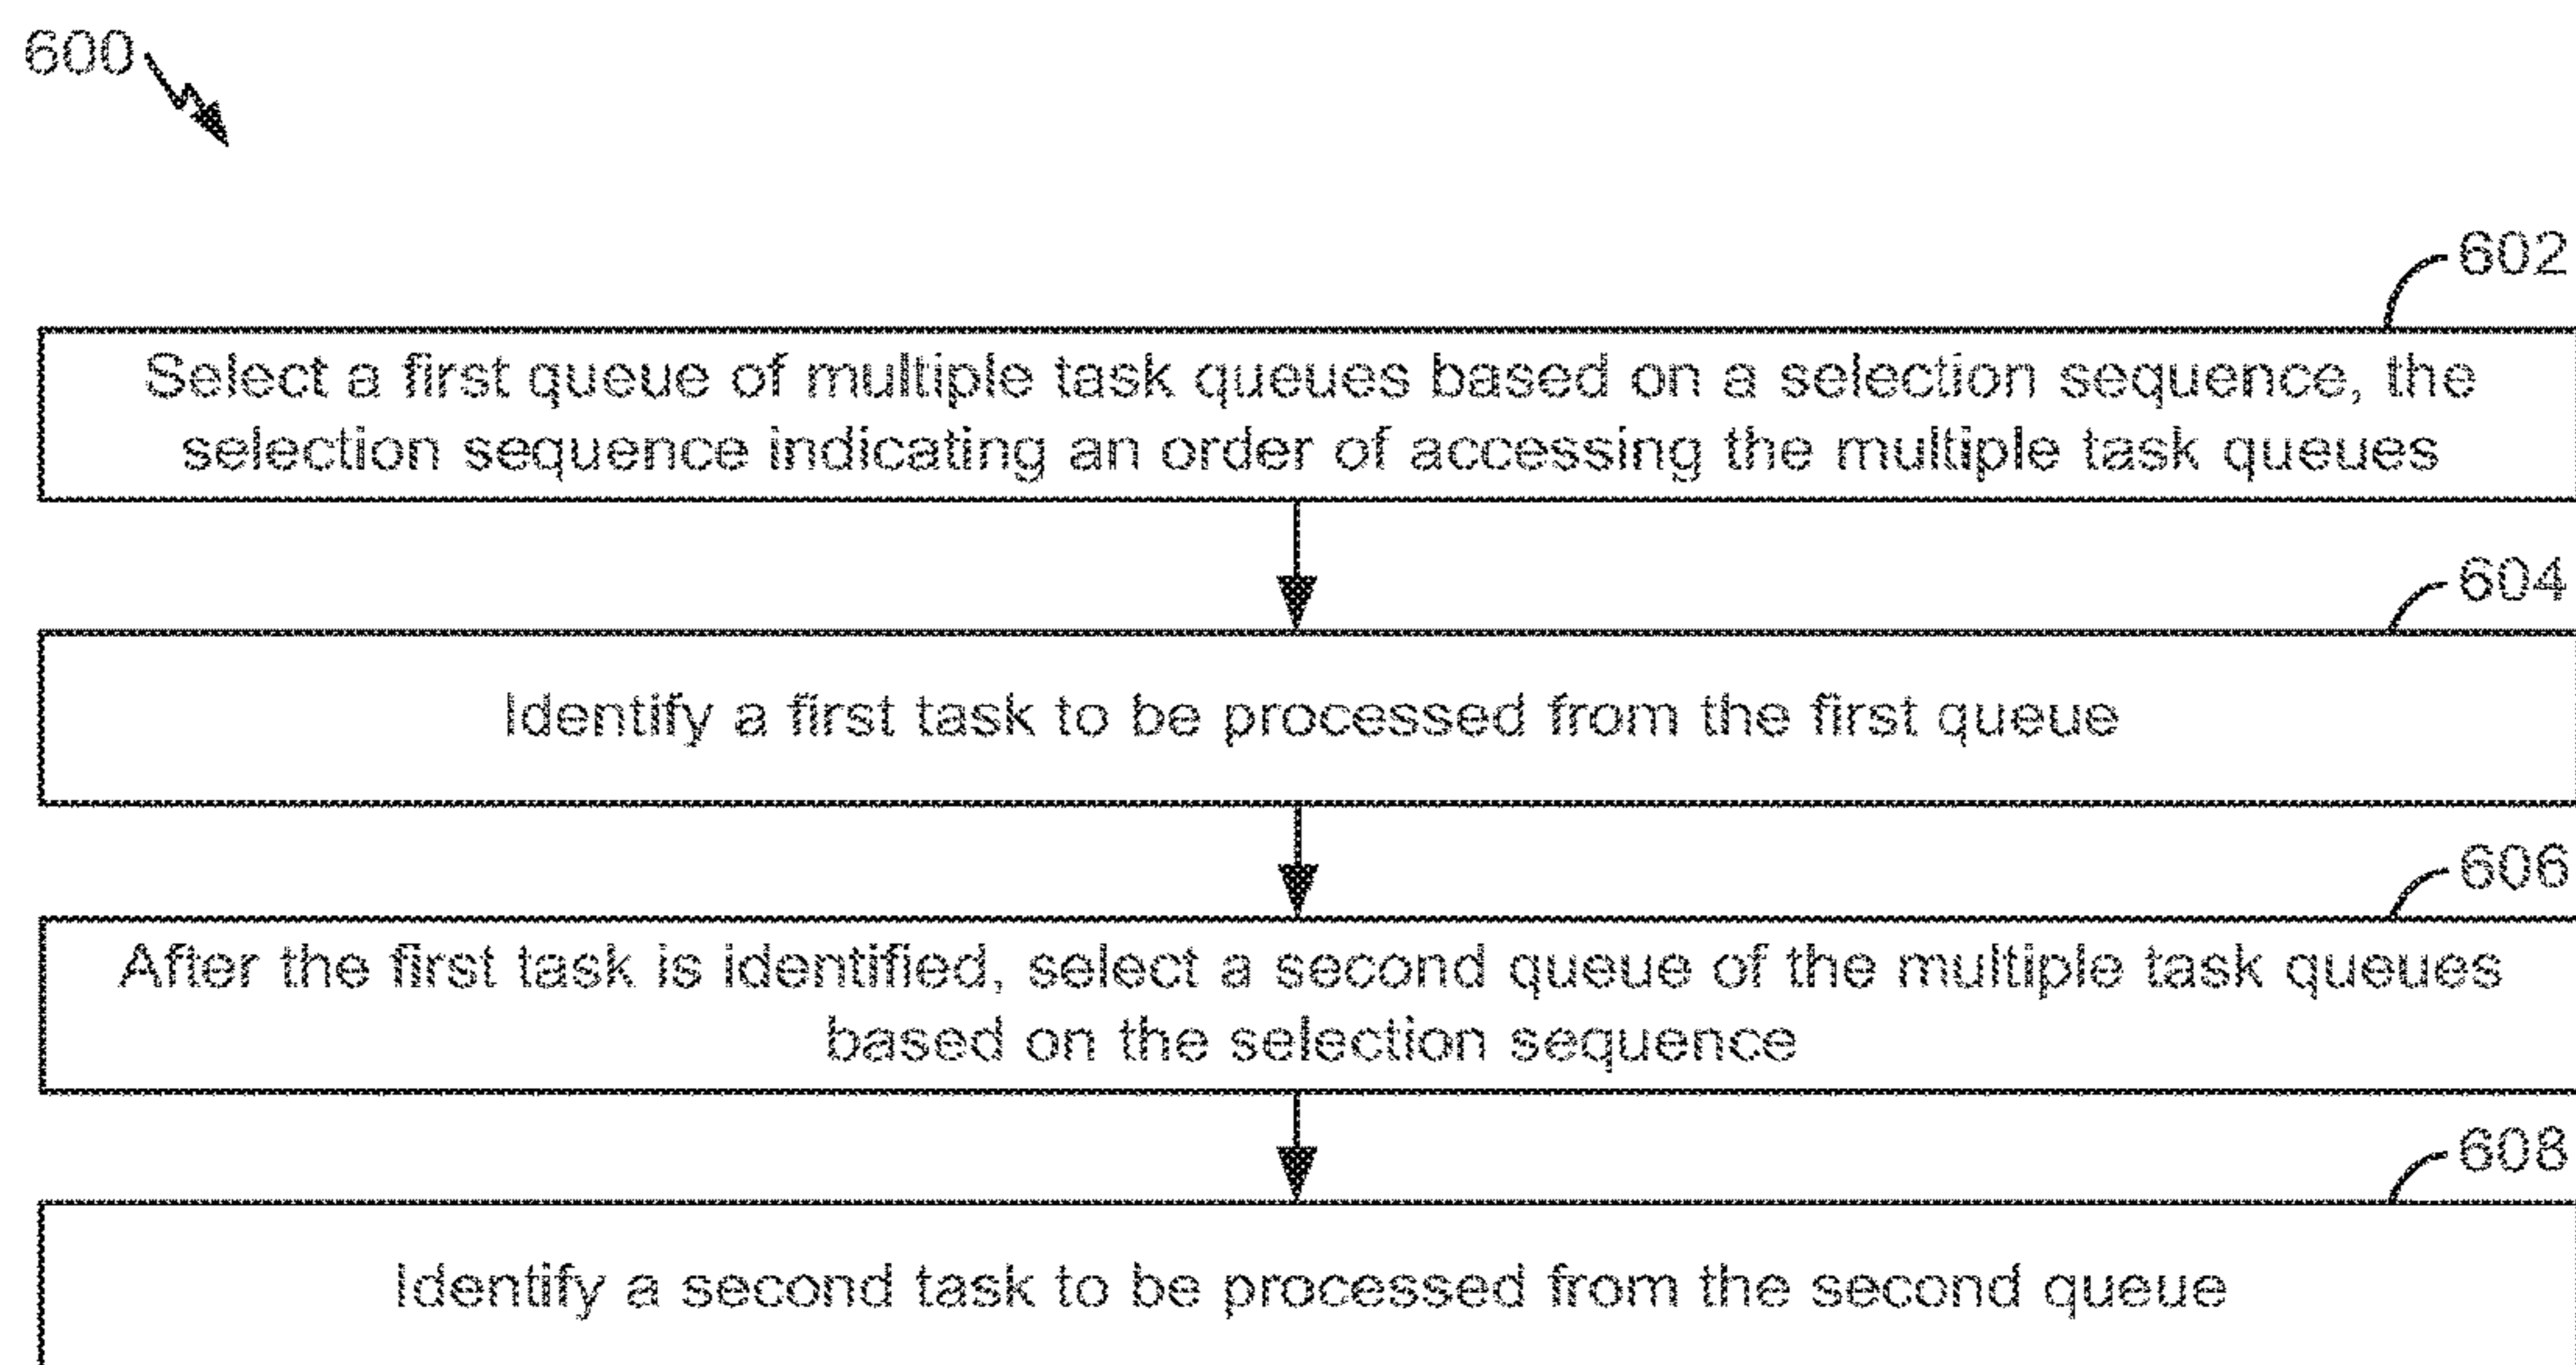 600
602
Select a first queue of multiple task queues based on a selection sequence, the
selection sequence indicating an order of accessing the multiple task queues
604
Identify a first task to be processed from the first queue
606
After the first task is identified, select a second queue of the multiple task queues
based on the selection sequence
608
Identify a second task to be processed from the second queue